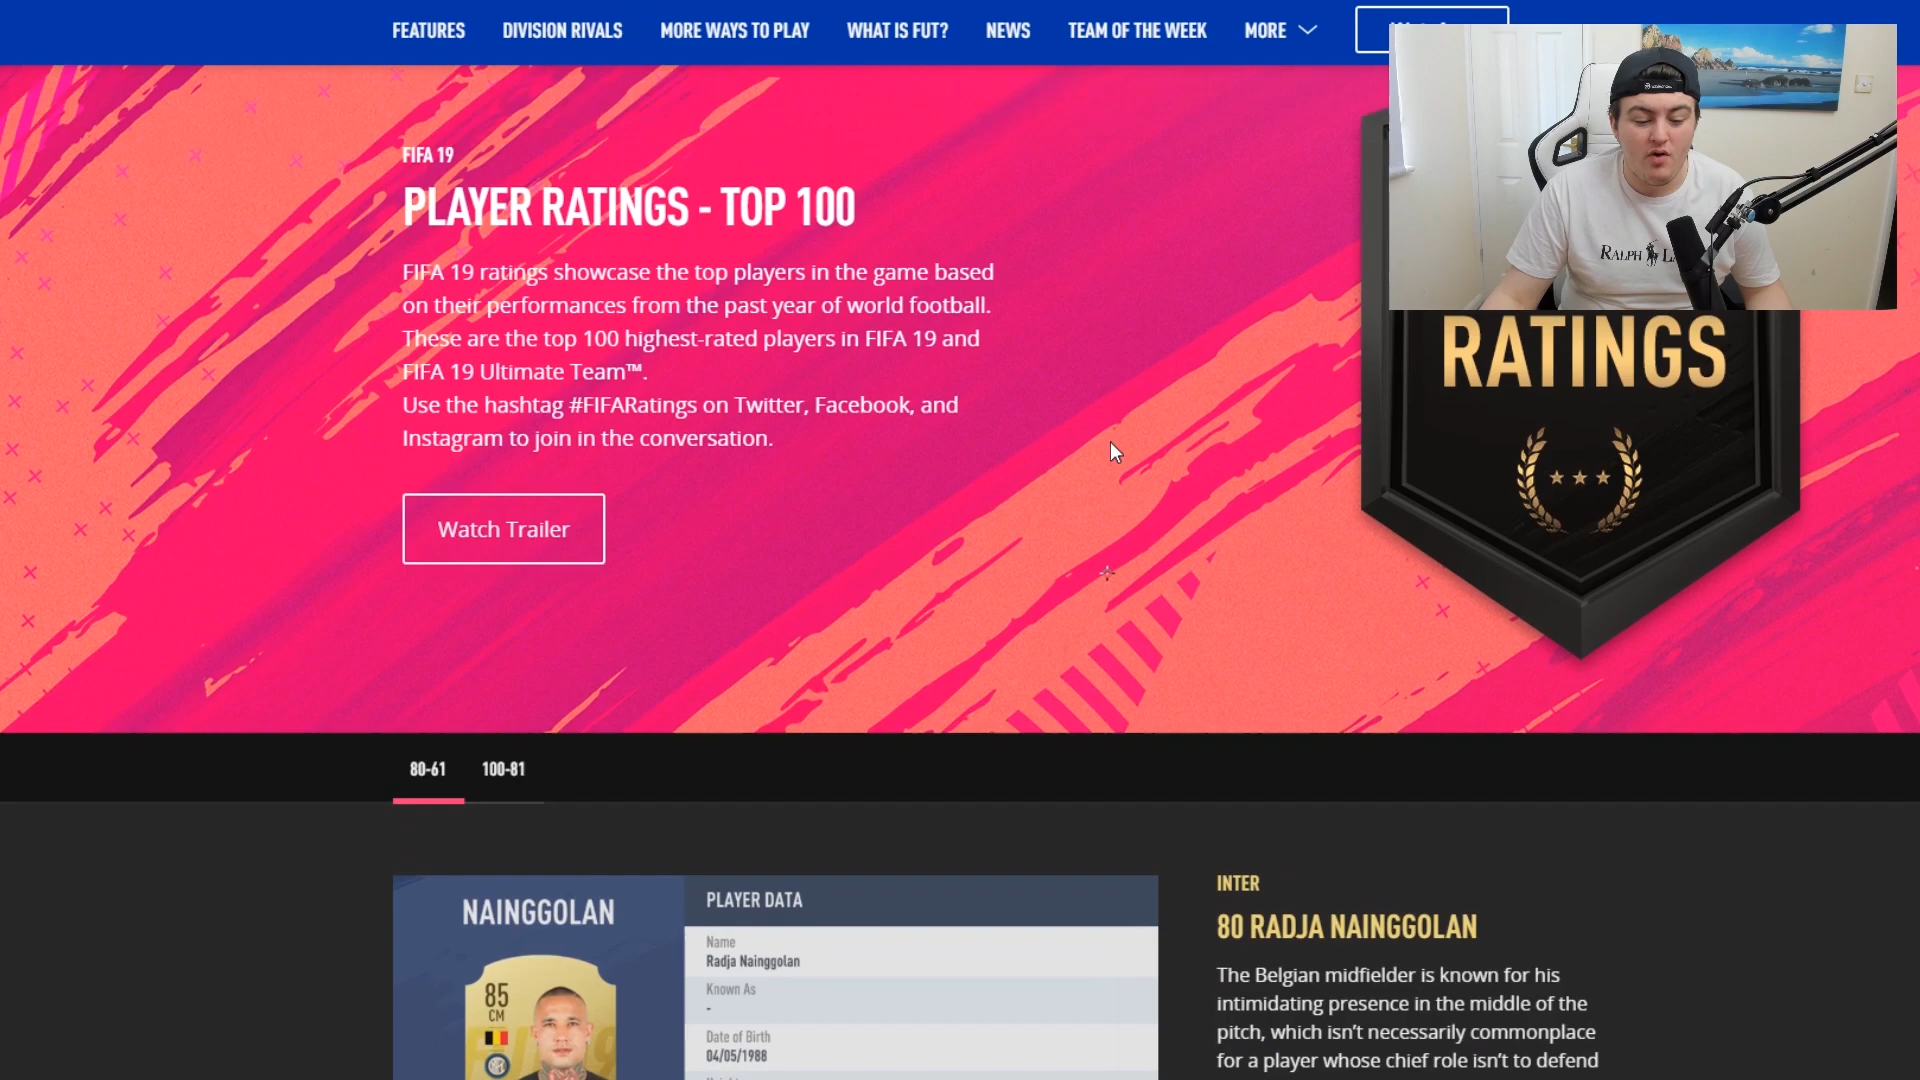 FEATURES
DIVISION RIVALS
MORE WAYS TO PLAY
WHAT IS FUT?
NEWS
TEAM OF THE WEEK
MORE
FIFA 19
PLAYER RATINGS - TOP 100
FIFA 19 ratings showcase the top players in the game based
on their performances from the past year of world football.
These are the top 100 highest-rated players in FIFA 19 and
FIFA 19 Ultimate Team™.
Use the hashtag #FIFARatings on Twitter, Facebook, and
Instagram to join in the conversation.
Watch Trailer
RALPH
RATINGS
80-61
100-81
NAINGGOLAN
85
CM
PLAYER DATA
Name
Radja Nainggolan
Known As
-
Date of Birth
04/05/1988
INTER
80 RADJA NAINGGOLAN
The Belgian midfielder is known for his
intimidating presence in the middle of the
pitch, which isn't necessarily commonplace
for a player whose chief role isn't to defend